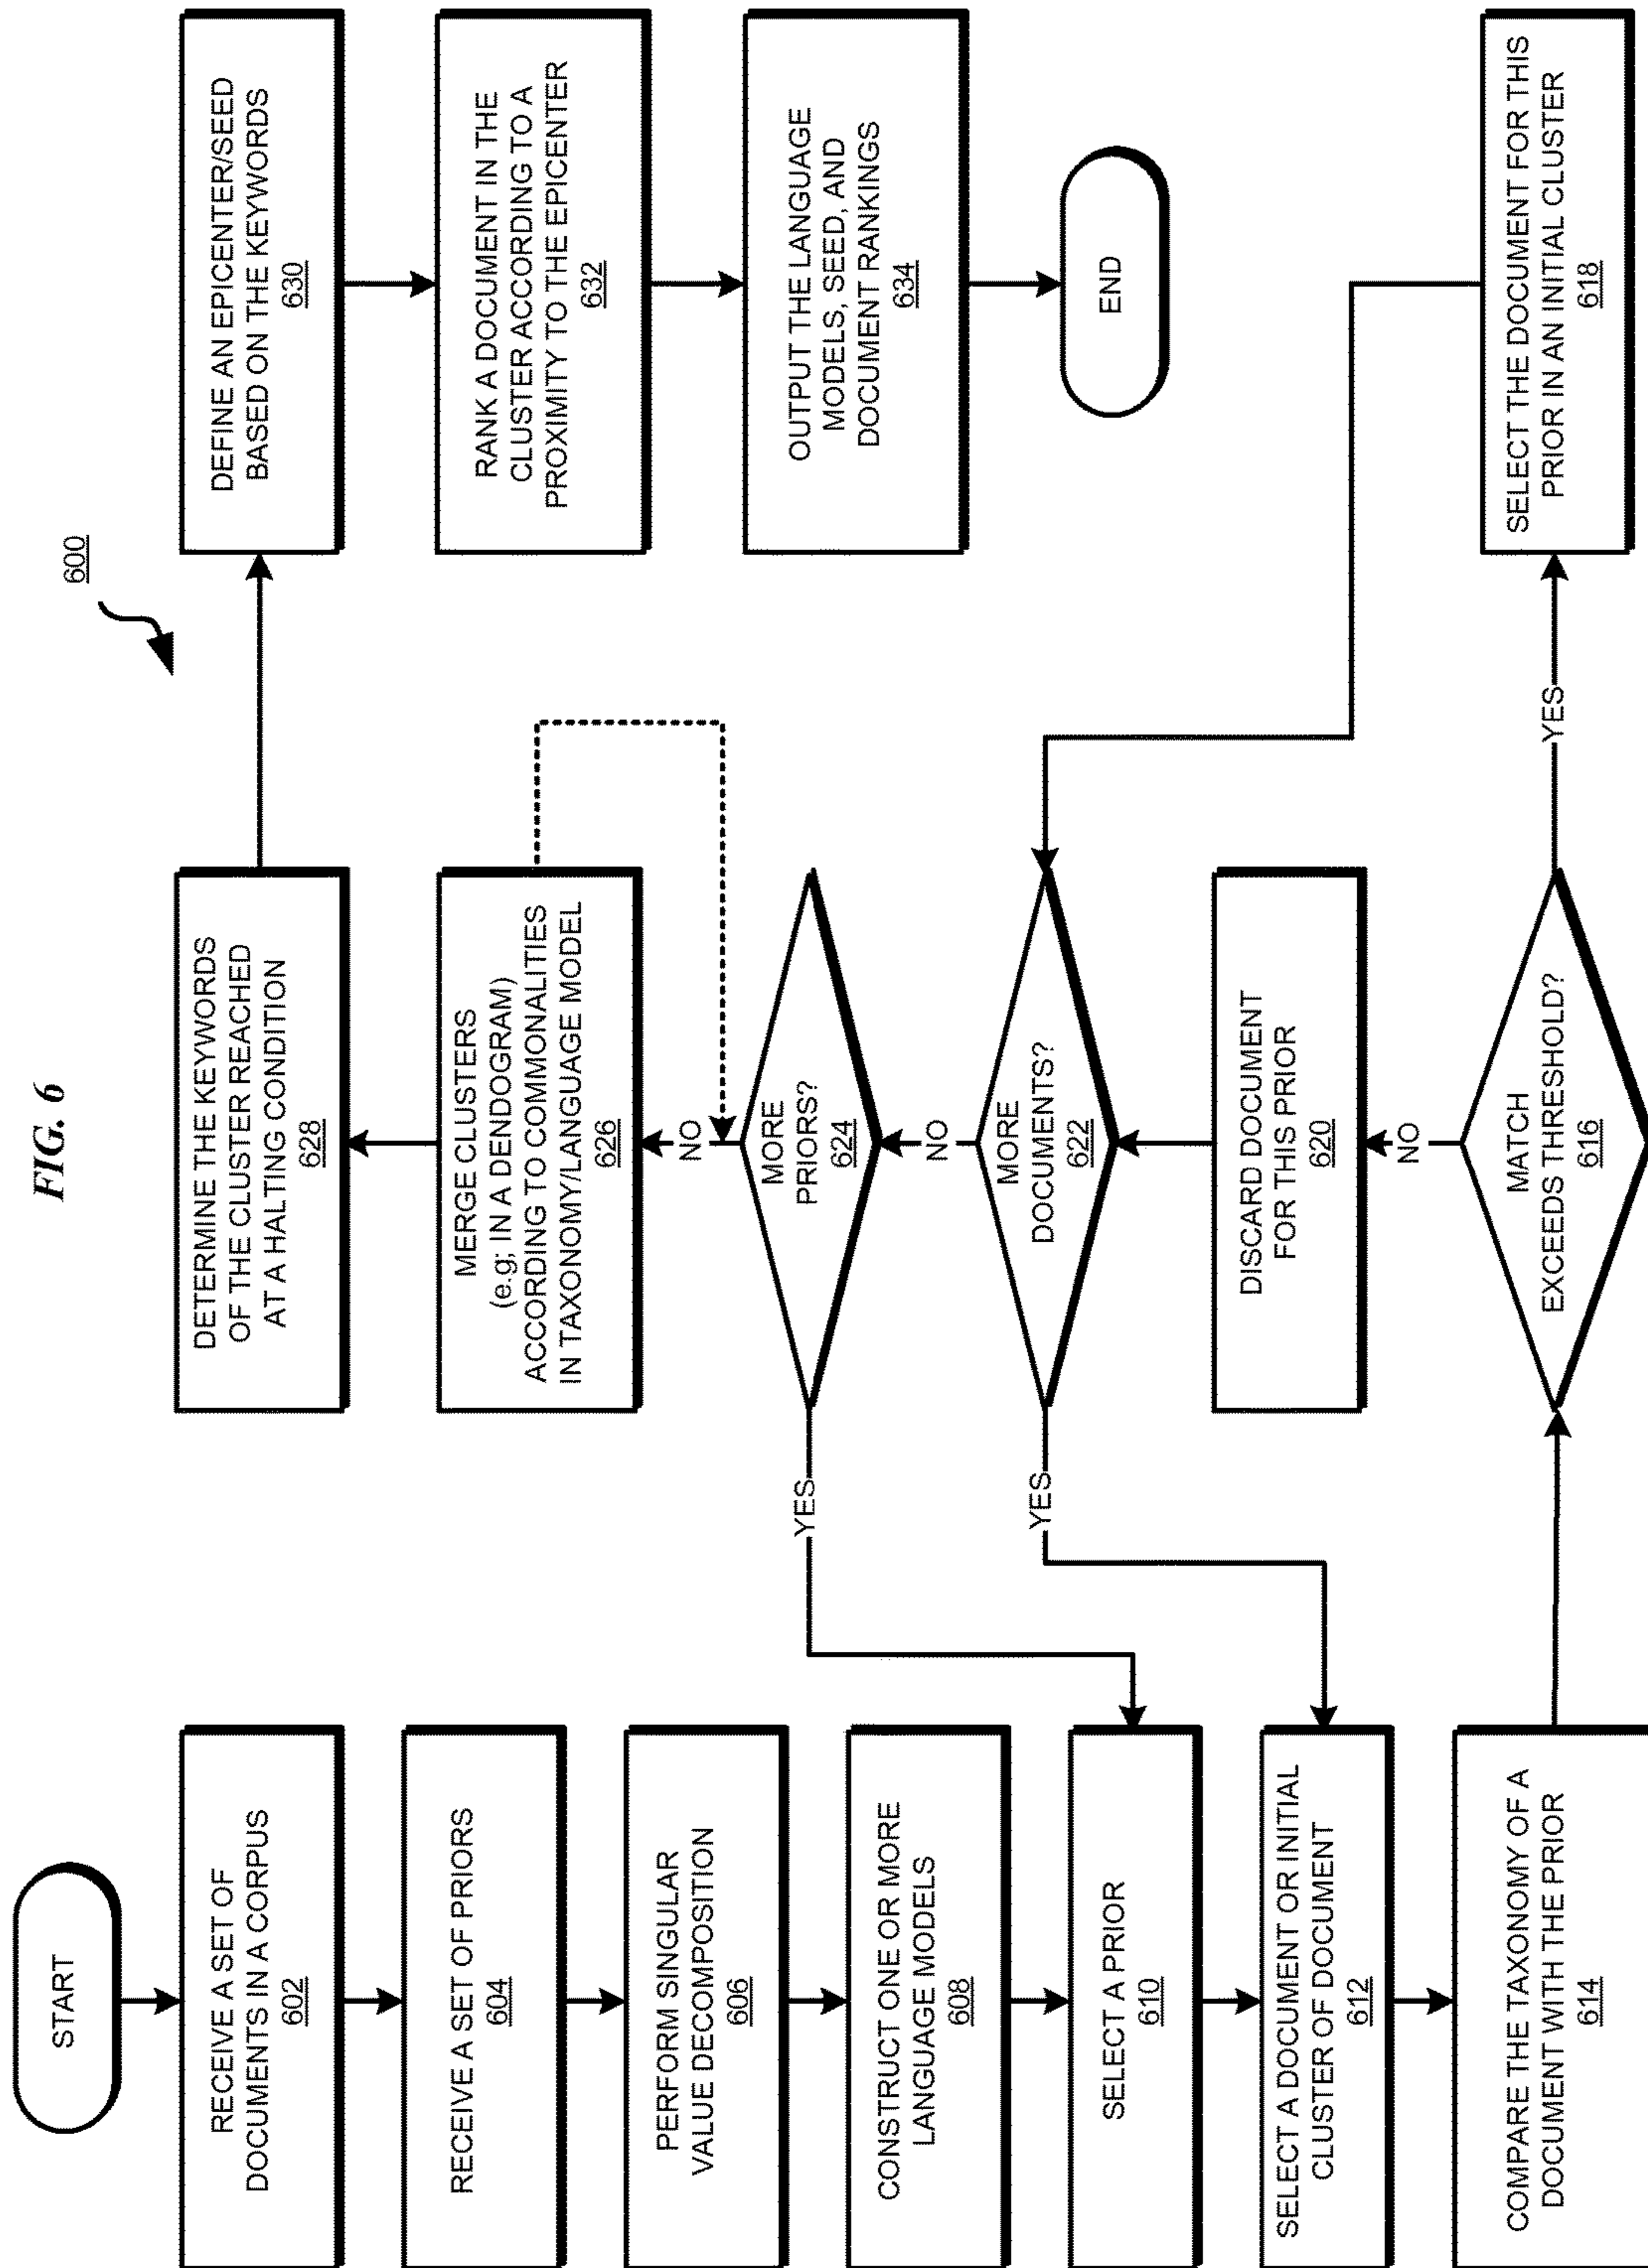 FIG. 6
600
START
RECEIVE A SET OF
DOCUMENTS IN A CORPUS
602
RECEIVE A SET OF PRIORS
604
PERFORM SINGULAR
VALUE DECOMPOSITION
606
CONSTRUCT ONE OR MORE
LANGUAGE MODELS
608
SELECT A PRIOR
610
SELECT A DOCUMENT OR INITIAL
CLUSTER OF DOCUMENT
612
COMPARE THE TAXONOMY OF A
DOCUMENT WITH THE PRIOR
614
MATCH
EXCEEDS THRESHOLD?
616
YES
SELECT THE DOCUMENT FOR THIS
PRIOR IN AN INITIAL CLUSTER
618
NO
DISCARD DOCUMENT
FOR THIS PRIOR
620
MORE
DOCUMENTS?
622
YES
NO
MORE
PRIORS?
624
YES
NO
MERGE CLUSTERS
(e.g; IN A DENDOGRAM)
ACCORDING TO COMMONALITIES
IN TAXONOMY/LANGUAGE MODEL
626
DETERMINE THE KEYWORDS
OF THE CLUSTER REACHED
AT A HALTING CONDITION
628
DEFINE AN EPICENTER/SEED
BASED ON THE KEYWORDS
630
RANK A DOCUMENT IN THE
CLUSTER ACCORDING TO A
PROXIMITY TO THE EPICENTER
632
OUTPUT THE LANGUAGE
MODELS, SEED, AND
DOCUMENT RANKINGS
634
END